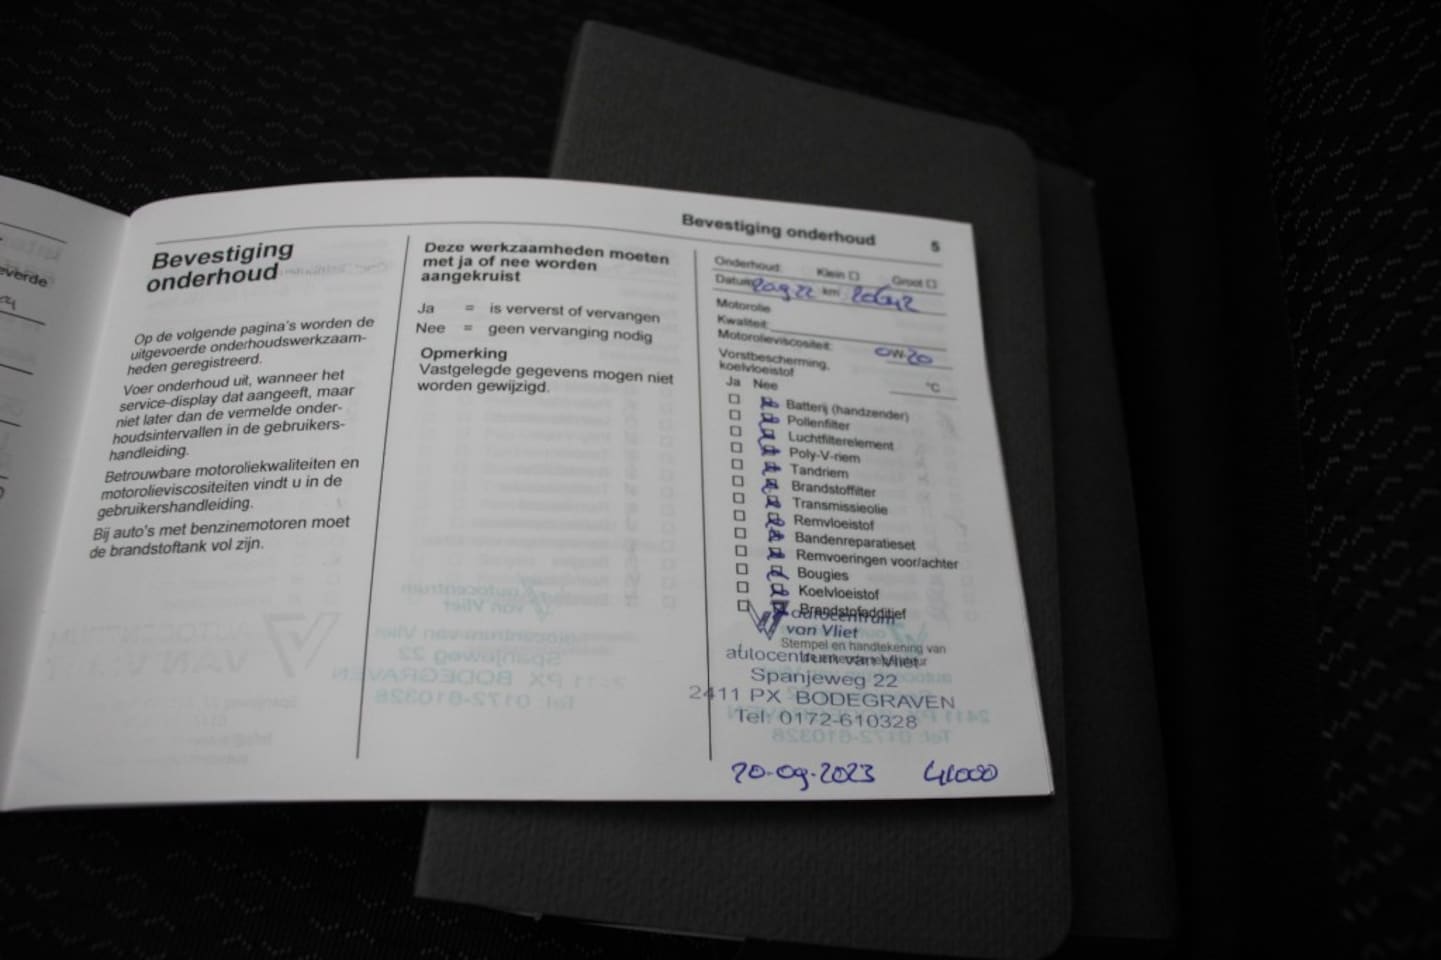 everde
Bevestiging onderhoud 5
Bevestiging
onderhoud
Op de volgende pagina's worden de
uitgevoerde onderhoudswerkzaam-
heden geregistreerd.
Voer onderhoud uit, wanneer het
service-display dat aangeeft, maar
niet later dan de vermelde onder-
houdsintervallen in de gebruikers-
handleiding.
Betrouwbare motoroliekwaliteiten en
motorolieviscositeiten vindt u in de
gebruikershandleiding.
Bij auto's met benzinemotoren moet
de brandstoftank vol zijn.
Deze werkzaamheden moeten
met ja of nee worden
aangekruist
Ja = is ververst of vervangen
Nee = geen vervanging nodig
Opmerking
Vastgelegde gegevens mogen niet
worden gewijzigd.
Onderhoud: Klein Groot
Datum km
Motorolie
Kwaliteit:
Motorolieviscositeit: 0W-20
Vorstbescherming,
koelvloeistof °C
Ja Nee
Batterij (handzender)
Pollenfilter
Luchtfilterelement
Poly-V-riem
Tandriem
Brandstoffilter
Transmissieolie
Remvloeistof
Bandenreparatieset
Remvoeringen voor/achter
Bougies
Koelvloeistof
Brandstofadditief
autocentrum
van Vliet
Stempel en handtekening van
autocentrum van Vliet
Spanjeweg 22
2411 PX BODEGRAVEN
Tel: 0172-610328
20-09-2023 41000